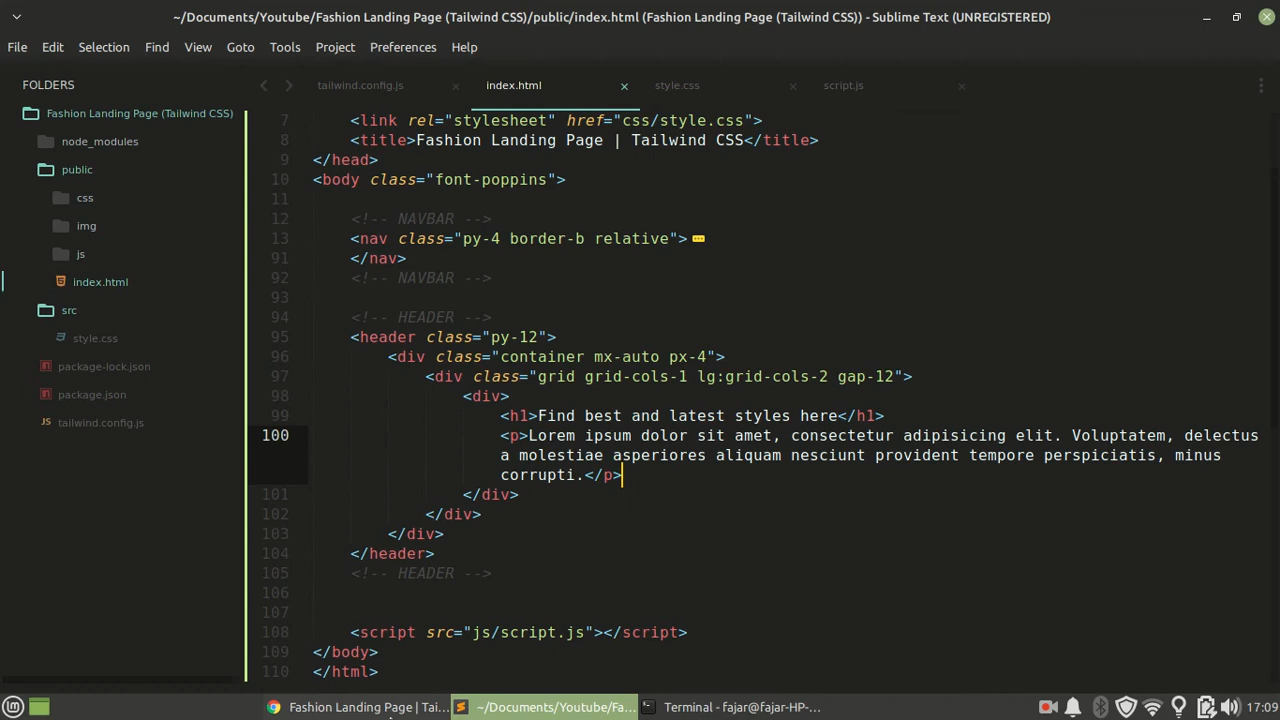 ~/Documents/Youtube/Fashion Landing Page (Tailwind CSS)/public/index.html (Fashion Landing Page (Tailwind CSS)) - Sublime Text (UNREGISTERED)
File Edit Selection Find View Goto Tools Project Preferences Help
FOLDERS
Fashion Landing Page (Tailwind CSS)
node_modules
public
css
img
js
index.html
src
style.css
package-lock.json
package.json
tailwind.config.js
tailwind.config.js index.html style.css script.js
7 <link rel="stylesheet" href="css/style.css">
8 <title>Fashion Landing Page | Tailwind CSS</title>
9 </head>
10 <body class="font-poppins">
11
12 <!-- NAVBAR -->
13 <nav class="py-4 border-b relative">
91 </nav>
92 <!-- NAVBAR -->
93
94 <!-- HEADER -->
95 <header class="py-12">
96 <div class="container mx-auto px-4">
97 <div class="grid grid-cols-1 lg:grid-cols-2 gap-12">
98 <div>
99 <h1>Find best and latest styles here</h1>
100 <p>Lorem ipsum dolor sit amet, consectetur adipisicing elit. Voluptatem, delectus
a molestiae asperiores aliquam nesciunt provident tempore perspiciatis, minus
corrupti.</p>
101 </div>
102 </div>
103 </div>
104 </header>
105 <!-- HEADER -->
106
107
108 <script src="js/script.js"></script>
109 </body>
110 </html>
Fashion Landing Page | Tai... ~/Documents/Youtube/Fa... Terminal - fajar@fajar-HP-... 17:09